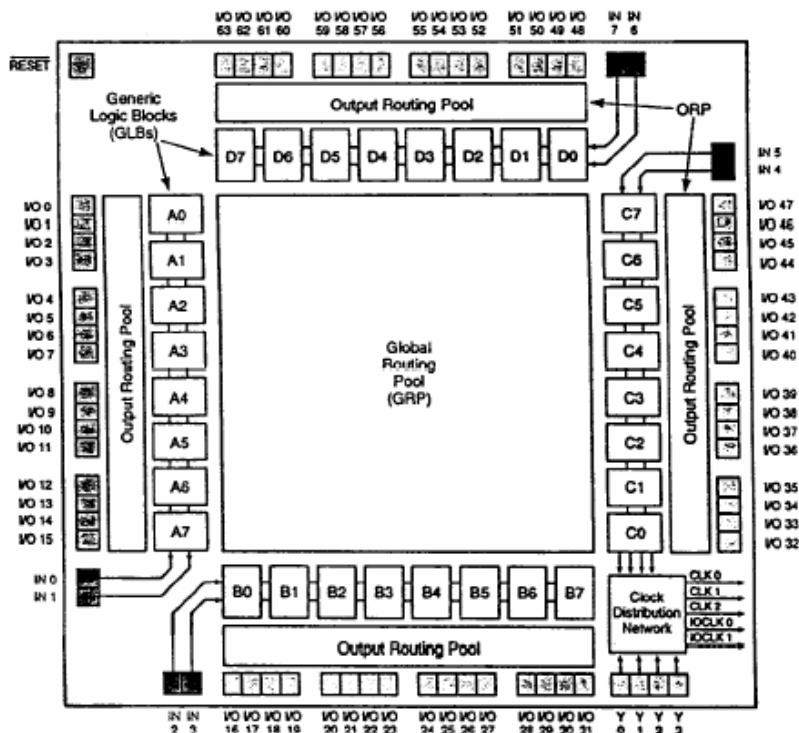 I/O 63 I/O 62 I/O 61 I/O 60 I/O 59 I/O 58 I/O 57 I/O 56 I/O 55 I/O 54 I/O 53 I/O 52 I/O 51 I/O 50 I/O 49 I/O 48 IN 7 IN 6
RESET
Generic
Logic Blocks
(GLBs)
Output Routing Pool
ORP
D7 D6 D5 D4 D3 D2 D1 D0
IN 5
IN 4
I/O 0
I/O 1
I/O 2
I/O 3
I/O 4
I/O 5
I/O 6
I/O 7
I/O 8
I/O 9
I/O 10
I/O 11
I/O 12
I/O 13
I/O 14
I/O 15
IN 0
IN 1
Output Routing Pool
A0
A1
A2
A3
A4
A5
A6
A7
Global
Routing
Pool
(GRP)
C7
C6
C5
C4
C3
C2
C1
C0
Output Routing Pool
I/O 47
I/O 46
I/O 45
I/O 44
I/O 43
I/O 42
I/O 41
I/O 40
I/O 39
I/O 38
I/O 37
I/O 36
I/O 35
I/O 34
I/O 33
I/O 32
B0 B1 B2 B3 B4 B5 B6 B7
Clock
Distribution
Network
CLK 0
CLK 1
CLK 2
IOCLK 0
IOCLK 1
Output Routing Pool
IN 2 IN 3 I/O 16 I/O 17 I/O 18 I/O 19 I/O 20 I/O 21 I/O 22 I/O 23 I/O 24 I/O 25 I/O 26 I/O 27 I/O 28 I/O 29 I/O 30 I/O 31 Y 0 Y 1 Y 2 Y 3